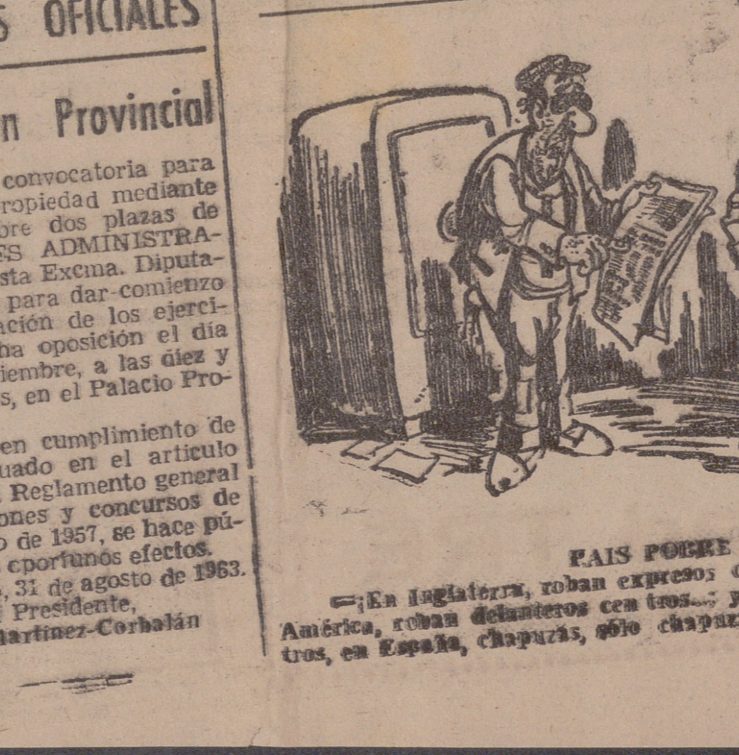 S OFICIALES
n Provincial
convocatoria para
ropiedad mediante
bre dos plazas de
ES ADMINISTRA-
sta Excma. Diputa-
para dar comienzo
ación de los ejerci-
ha oposición el día
iembre, a las diez y
s, en el Palacio Pro-
en cumplimiento de
uado en el artículo
Reglamento general
ones y concursos de
o de 1957, se hace pú-
oportunos efectos.
, 31 de agosto de 1963.
Presidente,
Martínez-Corbalán
PAIS POBRE
—¡En Inglaterra, roban expresos
América, roban delanteros centros...; y
tros, en España, chapuzas, sólo chapuz